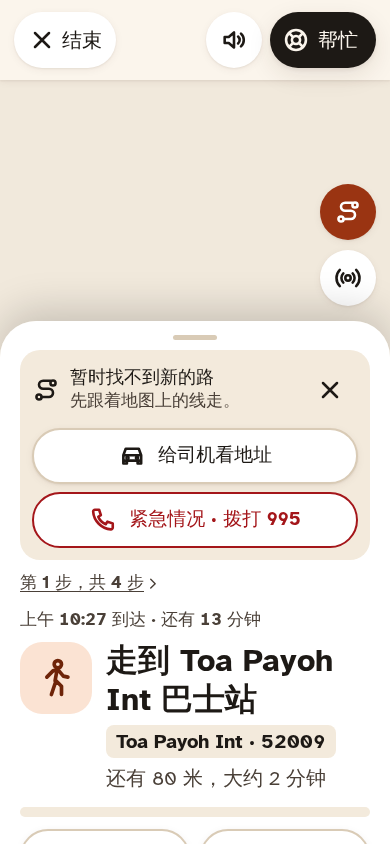 结束
帮忙
暂时找不到新的路
先跟着地图上的线走。
给司机看地址
紧急情况 · 拨打 995
第 1 步，共 4 步
上午 10:27 到达 · 还有 13 分钟
走到 Toa Payoh
Int 巴士站
Toa Payoh Int · 52009
还有 80 米，大约 2 分钟